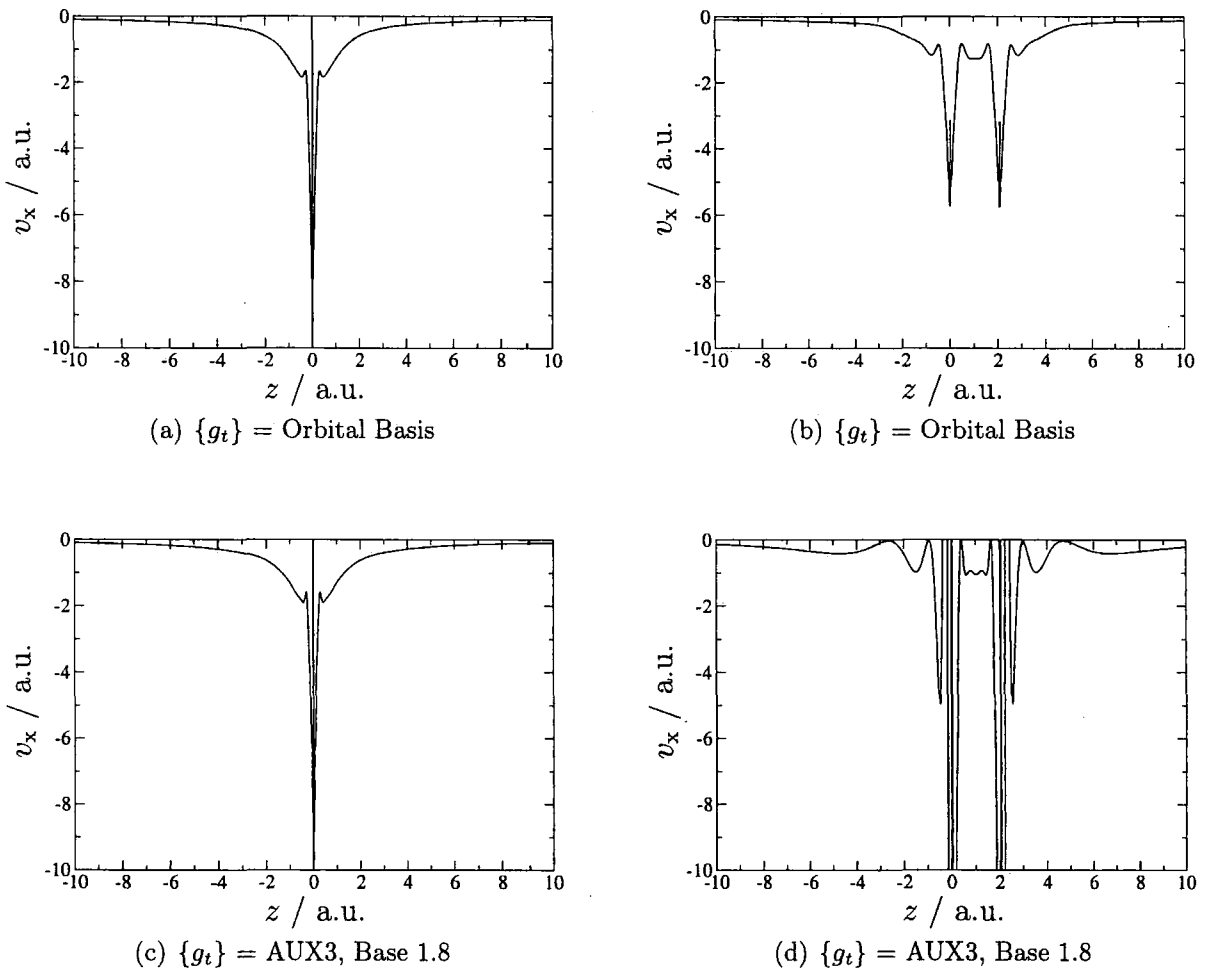 0
-2
-4
-6
-8
-10
v_x / a.u.
-10 -8 -6 -4 -2 0 2 4 6 8 10
z / a.u.
(a) {g_t} = Orbital Basis
0
-2
-4
-6
-8
-10
v_x / a.u.
-10 -8 -6 -4 -2 0 2 4 6 8 10
z / a.u.
(b) {g_t} = Orbital Basis
0
-2
-4
-6
-8
-10
v_x / a.u.
-10 -8 -6 -4 -2 0 2 4 6 8 10
z / a.u.
(c) {g_t} = AUX3, Base 1.8
0
-2
-4
-6
-8
-10
v_x / a.u.
-10 -8 -6 -4 -2 0 2 4 6 8 10
z / a.u.
(d) {g_t} = AUX3, Base 1.8